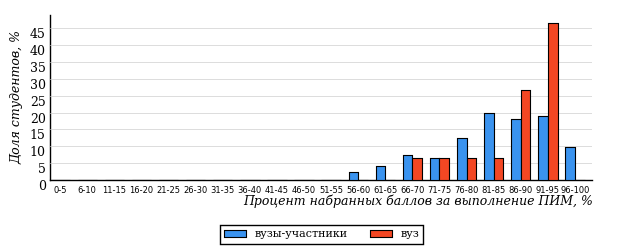 Доля студентов, %
45
40
35
30
25
20
15
10
5
0
0-5 6-10 11-15 16-20 21-25 26-30 31-35 36-40 41-45 46-50 51-55 56-60 61-65 66-70 71-75 76-80 81-85 86-90 91-95 96-100
Процент набранных баллов за выполнение ПИМ, %
вузы-участники вуз